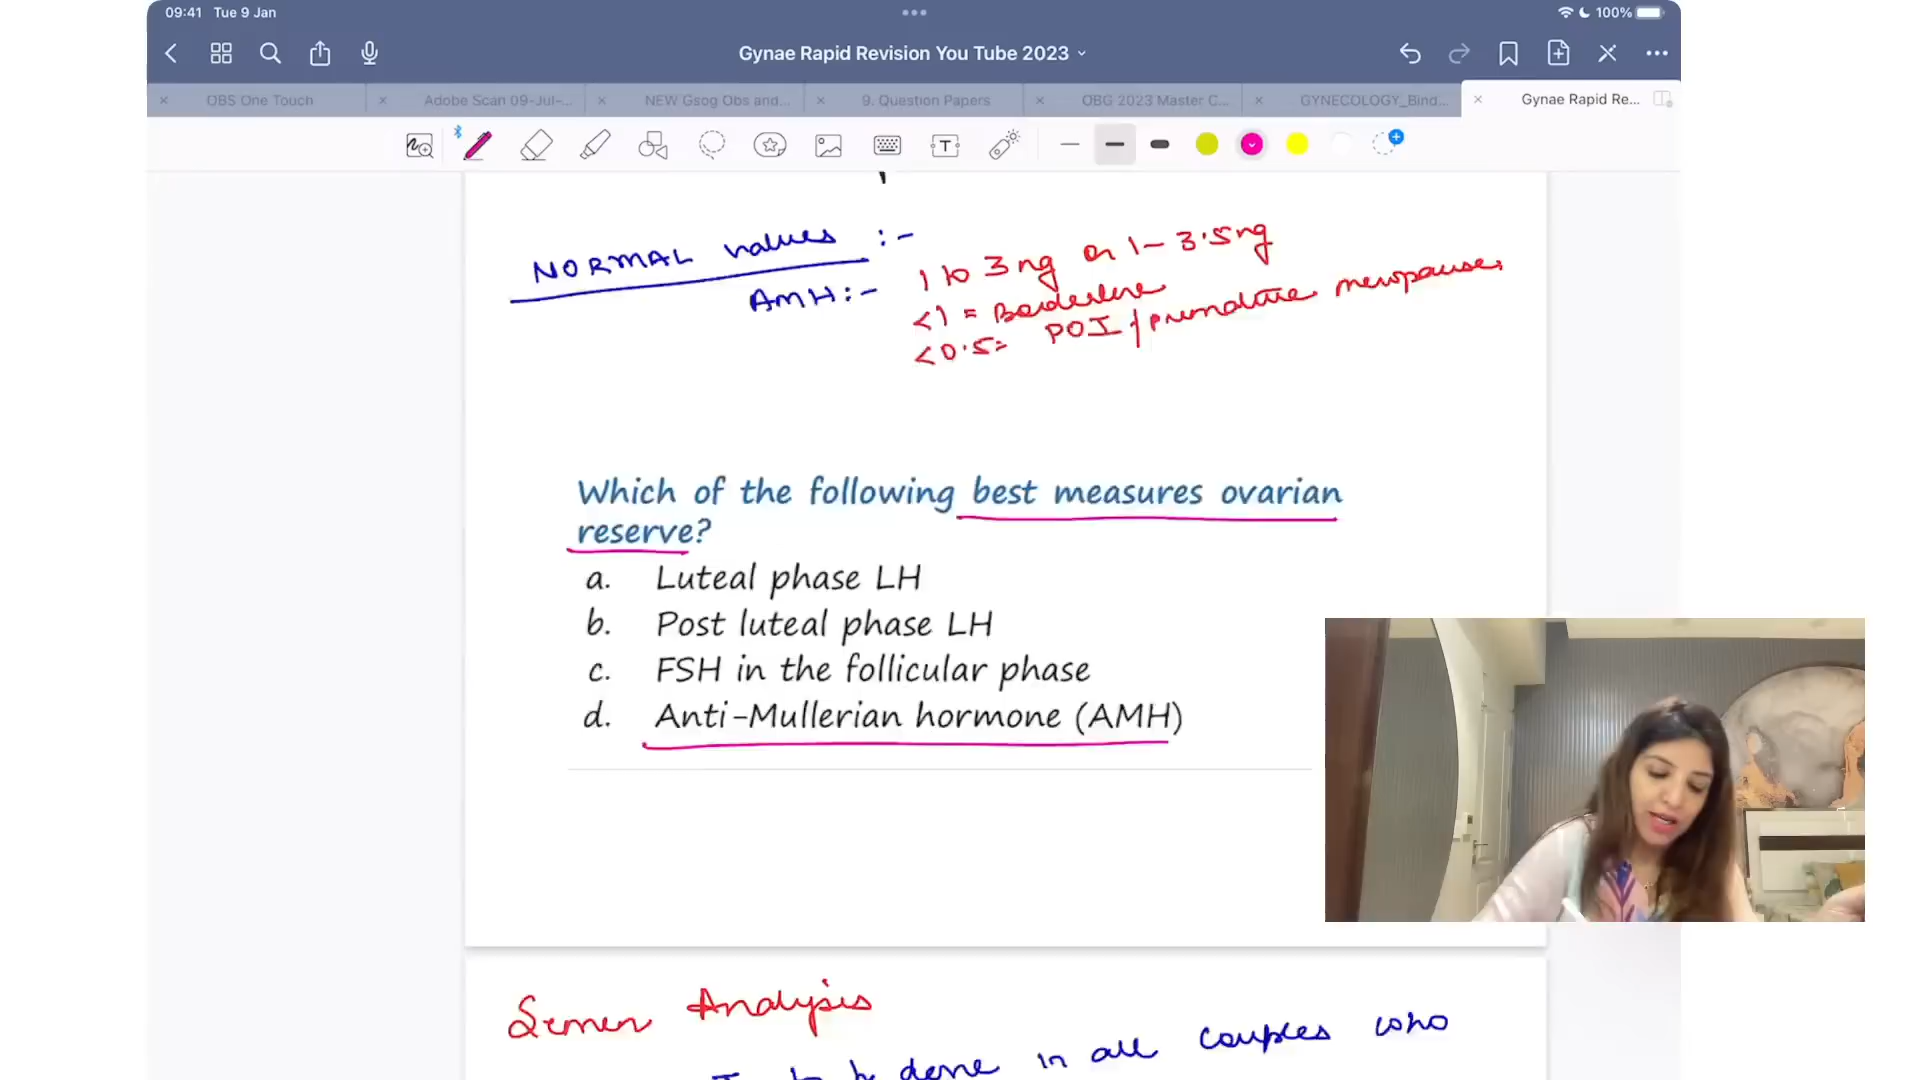 09:41 Tue 9 Jan 100%
Gynae Rapid Revision You Tube 2023
OBS One Touch Adobe Scan 09-Jul-... NEW Gsog Obs and... 9. Question Papers OBG 2023 Master C... GYNECOLOGY_Bind... Gynae Rapid Re...
NORMAL values :-
AMH :- 1 to 3 ng or 1-3.5ng
<1 = Borderline
<0.5= POI / premature menopause.
Which of the following best measures ovarian
reserve?
a. Luteal phase LH
b. Post luteal phase LH
c. FSH in the follicular phase
d. Anti-Mullerian hormone (AMH)
Semen Analysis
done in all couples who